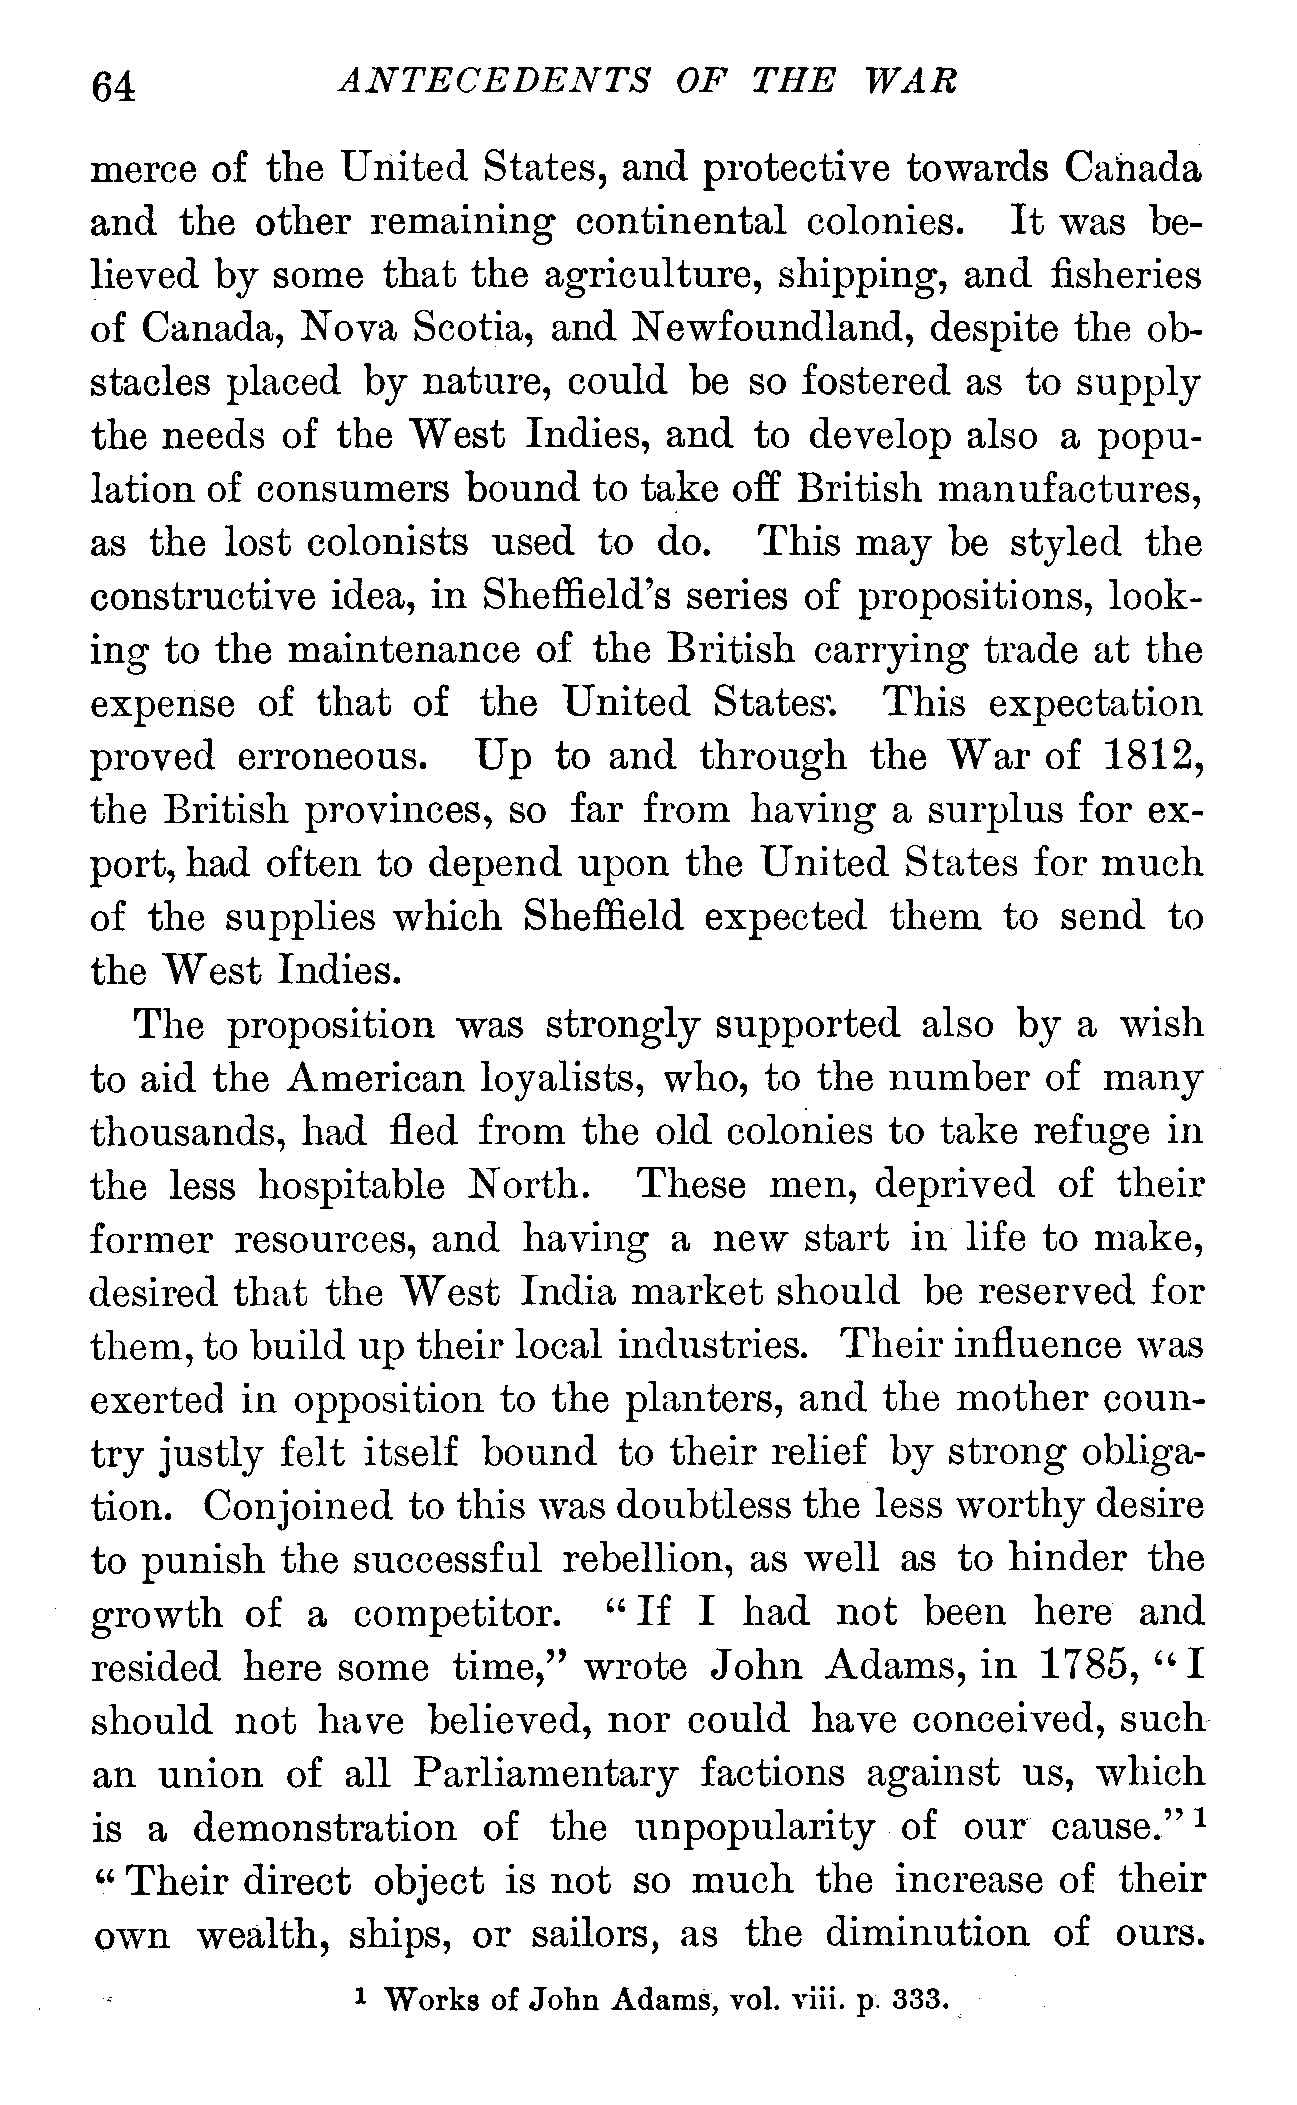 64 ANTECEDENTS OF THE WAR
merce of the United States, and protective towards Canada
and the other remaining continental colonies. It was be-
lieved by some that the agriculture, shipping, and fisheries
of Canada, Nova Scotia, and Newfoundland, despite the ob-
stacles placed by nature, could be so fostered as to supply
the needs of the West Indies, and to develop also a popu-
lation of consumers bound to take off British manufactures,
as the lost colonists used to do. This may be styled the
constructive idea, in Sheffield's series of propositions, look-
ing to the maintenance of the British carrying trade at the
expense of that of the United States. This expectation
proved erroneous. Up to and through the War of 1812,
the British provinces, so far from having a surplus for ex-
port, had often to depend upon the United States for much
of the supplies which Sheffield expected them to send to
the West Indies.
The proposition was strongly supported also by a wish
to aid the American loyalists, who, to the number of many
thousands, had fled from the old colonies to take refuge in
the less hospitable North. These men, deprived of their
former resources, and having a new start in life to make,
desired that the West India market should be reserved for
them, to build up their local industries. Their influence was
exerted in opposition to the planters, and the mother coun-
try justly felt itself bound to their relief by strong obliga-
tion. Conjoined to this was doubtless the less worthy desire
to punish the successful rebellion, as well as to hinder the
growth of a competitor. "If I had not been here and
resided here some time," wrote John Adams, in 1785, "I
should not have believed, nor could have conceived, such
an union of all Parliamentary factions against us, which
is a demonstration of the unpopularity of our cause." 1
"Their direct object is not so much the increase of their
own wealth, ships, or sailors, as the diminution of ours.
1 Works of John Adams, vol. viii. p. 333.